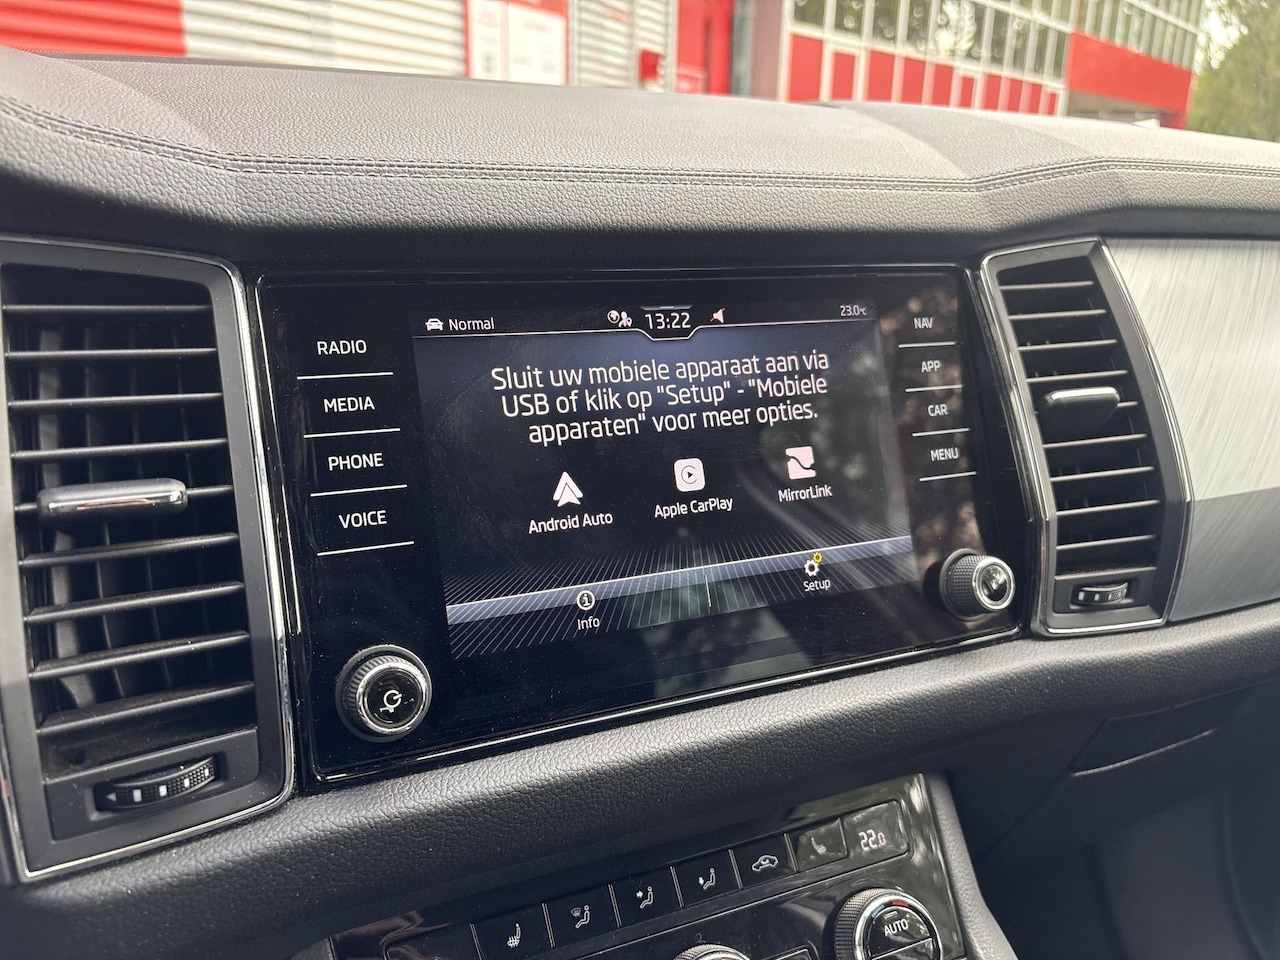 Normal
13:22
23.0°C
RADIO
MEDIA
PHONE
VOICE
Sluit uw mobiele apparaat aan via
USB of klik op "Setup" - "Mobiele
apparaten" voor meer opties.
Android Auto
Apple CarPlay
MirrorLink
Info
Setup
NAV
APP
CAR
MENU
22.0
AUTO